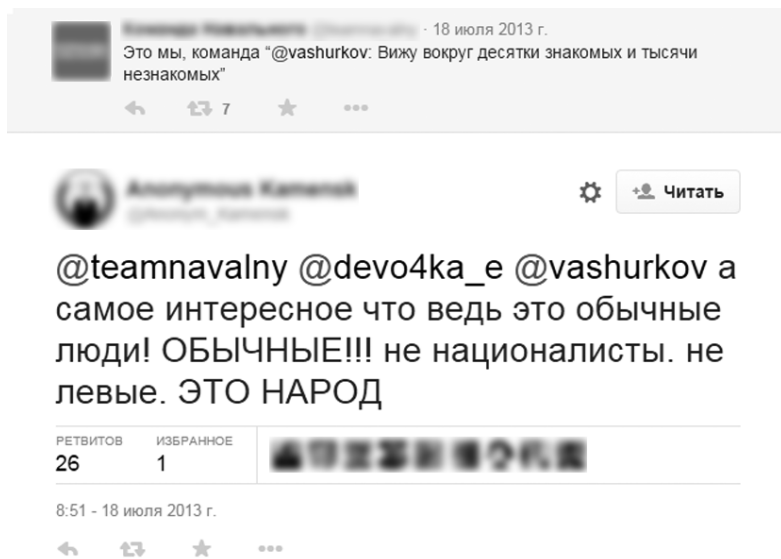 · 18 июля 2013 г.
Это мы, команда “@vashurkov: Вижу вокруг десятки знакомых и тысячи
незнакомых”
7
Читать
@teamnavalny @devo4ka_e @vashurkov а
самое интересное что ведь это обычные
люди! ОБЫЧНЫЕ!!! не националисты. не
левые. ЭТО НАРОД
РЕТВИТОВ ИЗБРАННОЕ
26 1
8:51 - 18 июля 2013 г.